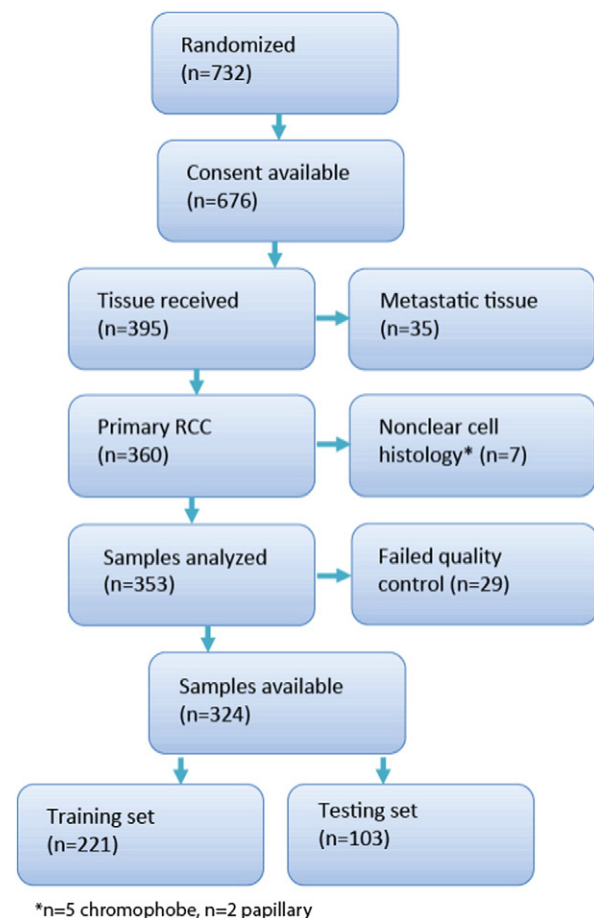 Randomized
(n=732)
Consent available
(n=676)
Tissue received
(n=395)
Metastatic tissue
(n=35)
Primary RCC
(n=360)
Nonclear cell
histology* (n=7)
Samples analyzed
(n=353)
Failed quality
control (n=29)
Samples available
(n=324)
Training set
(n=221)
Testing set
(n=103)
*n=5 chromophobe, n=2 papillary